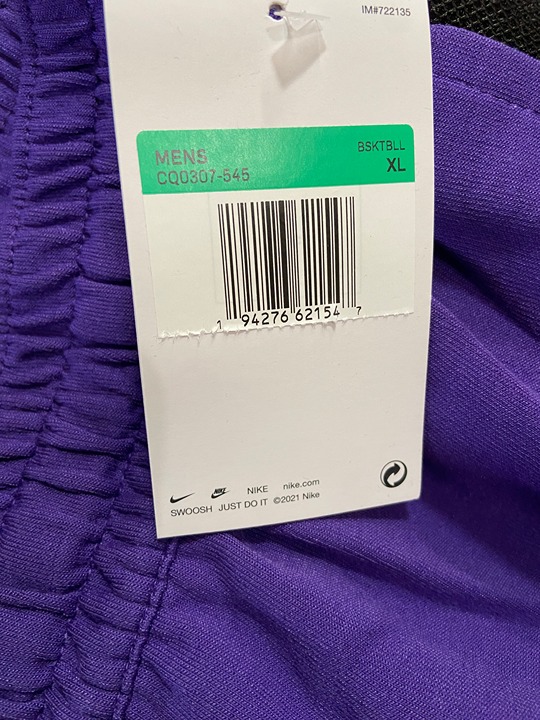 IM#722135
MENS BSKTBLL
CQ0307-545 XL
1 94276 62154 7
NIKE NIKE nike.com
SWOOSH JUST DO IT ©2021 Nike